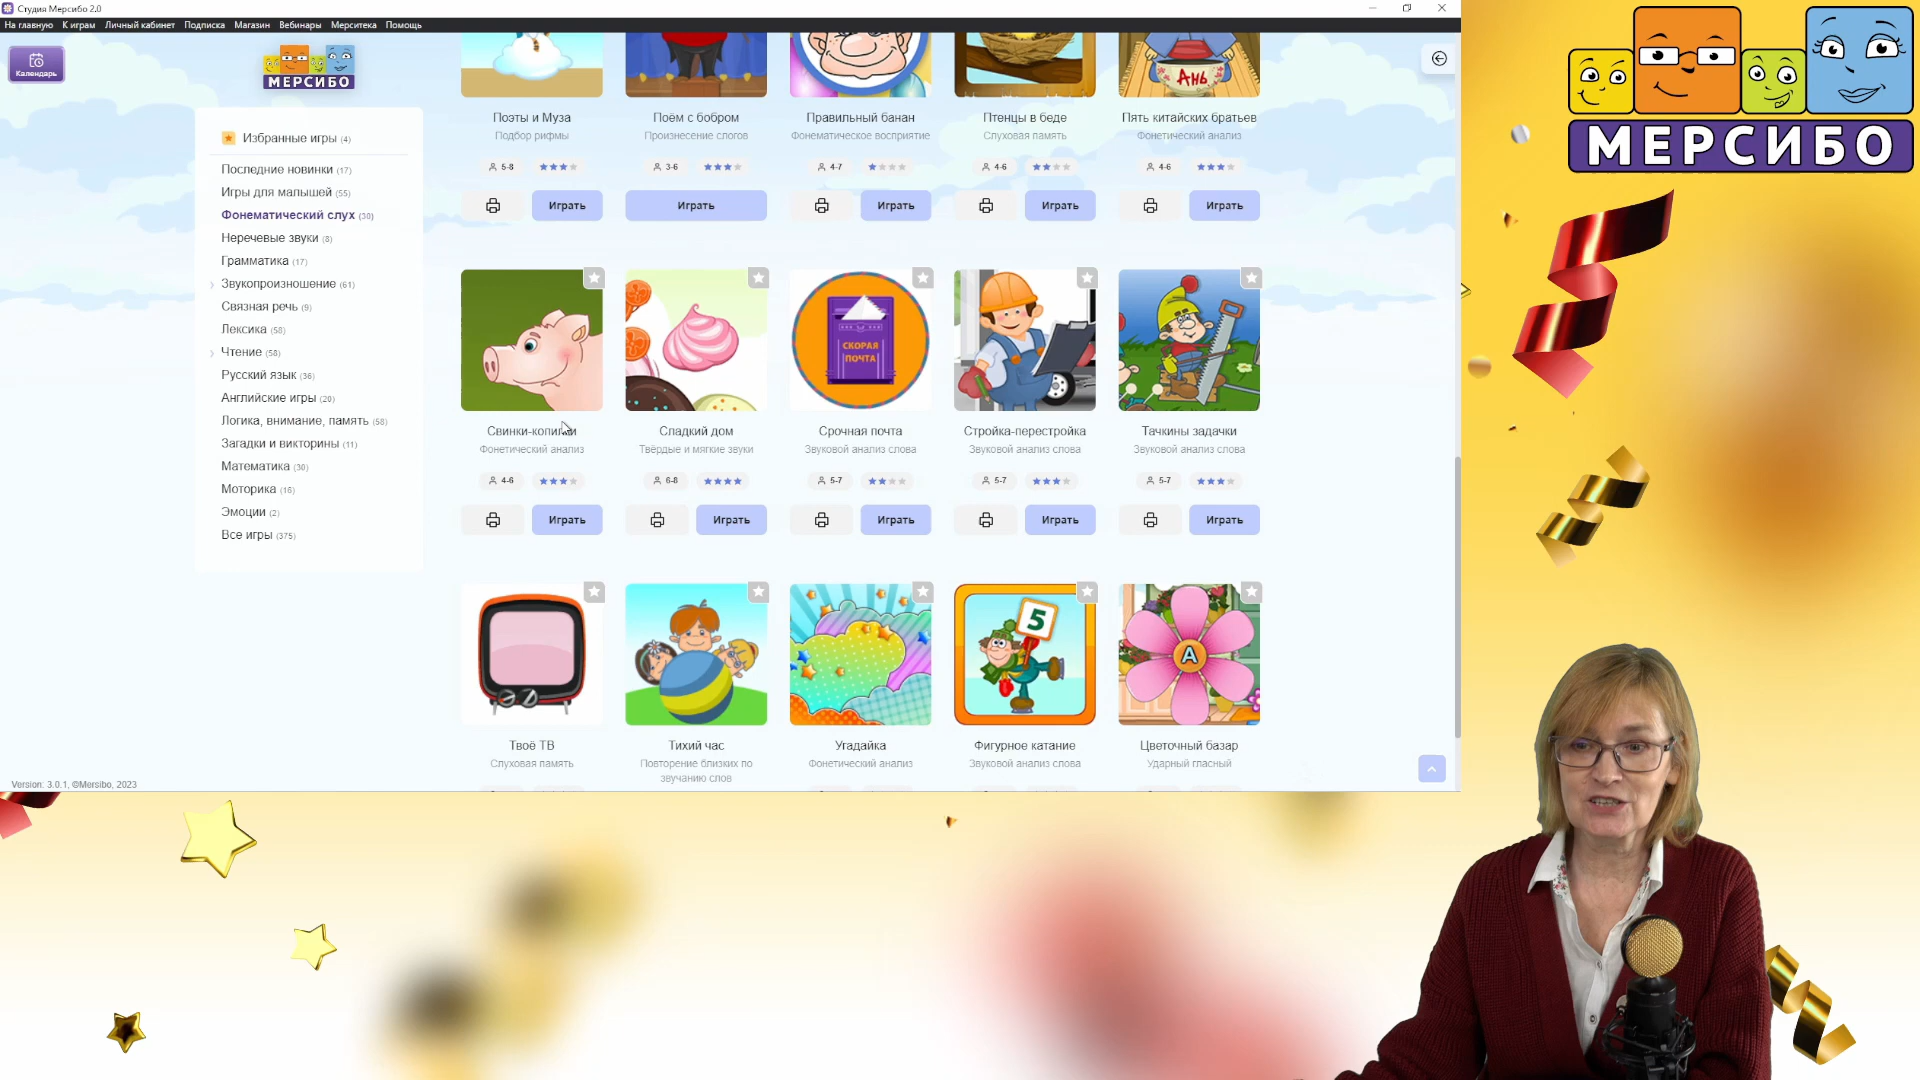 Студия Мерсибо 2.0
На главную К играм Личный кабинет Подписка Магазин Вебинары Мерситека Помощь
Календарь
МЕРСИБО
Избранные игры (4)
Последние новинки (17)
Игры для малышей (55)
Фонематический слух (30)
Неречевые звуки (8)
Грамматика (17)
Звукопроизношение (61)
Связная речь (9)
Лексика (58)
Чтение (58)
Русский язык (36)
Английские игры (20)
Логика, внимание, память (58)
Загадки и викторины (11)
Математика (30)
Моторика (16)
Эмоции (2)
Все игры (375)
Ань
Поэты и Муза Поём с бобром Правильный банан Птенцы в беде Пять китайских братьев
Подбор рифмы Произнесение слогов Фонематическое восприятие Слуховая память Фонетический анализ
5-8 3-6 4-7 4-6 4-6
Играть Играть Играть Играть Играть
СКОРАЯ
ПОЧТА
Свинки-копилки Сладкий дом Срочная почта Стройка-перестройка Тачкины задачки
Фонетический анализ Твёрдые и мягкие звуки Звуковой анализ слова Звуковой анализ слова Звуковой анализ слова
4-6 6-8 5-7 5-7 5-7
Играть Играть Играть Играть Играть
5
А
Твоё ТВ Тихий час Угадайка Фигурное катание Цветочный базар
Слуховая память Повторение близких по Фонетический анализ Звуковой анализ слова Ударный гласный
звучанию слов
Version: 3.0.1, ©Mersibo, 2023
МЕРСИБО